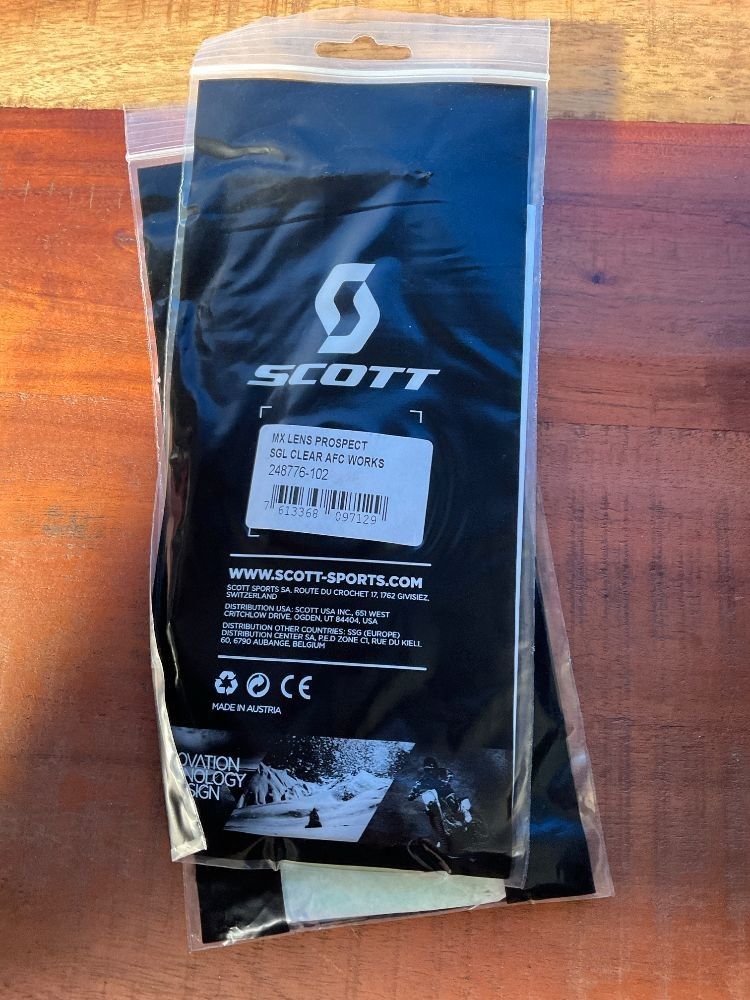 SCOTT
MX LENS PROSPECT
SGL CLEAR AFC WORKS
248776-102
7 613368 097129
WWW.SCOTT-SPORTS.COM
SCOTT SPORTS SA, ROUTE DU CROCHET 17, 1762 GIVISIEZ,
SWITZERLAND
DISTRIBUTION USA: SCOTT USA INC., 651 WEST
CRITCHLOW DRIVE, OGDEN, UT 84404, USA
DISTRIBUTION OTHER COUNTRIES: SSG (EUROPE)
DISTRIBUTION CENTER SA, P.E.D ZONE C1, RUE DU KIELL
60, 6790 AUBANGE, BELGIUM
CE
MADE IN AUSTRIA
OVATION
NOLOGY
SIGN